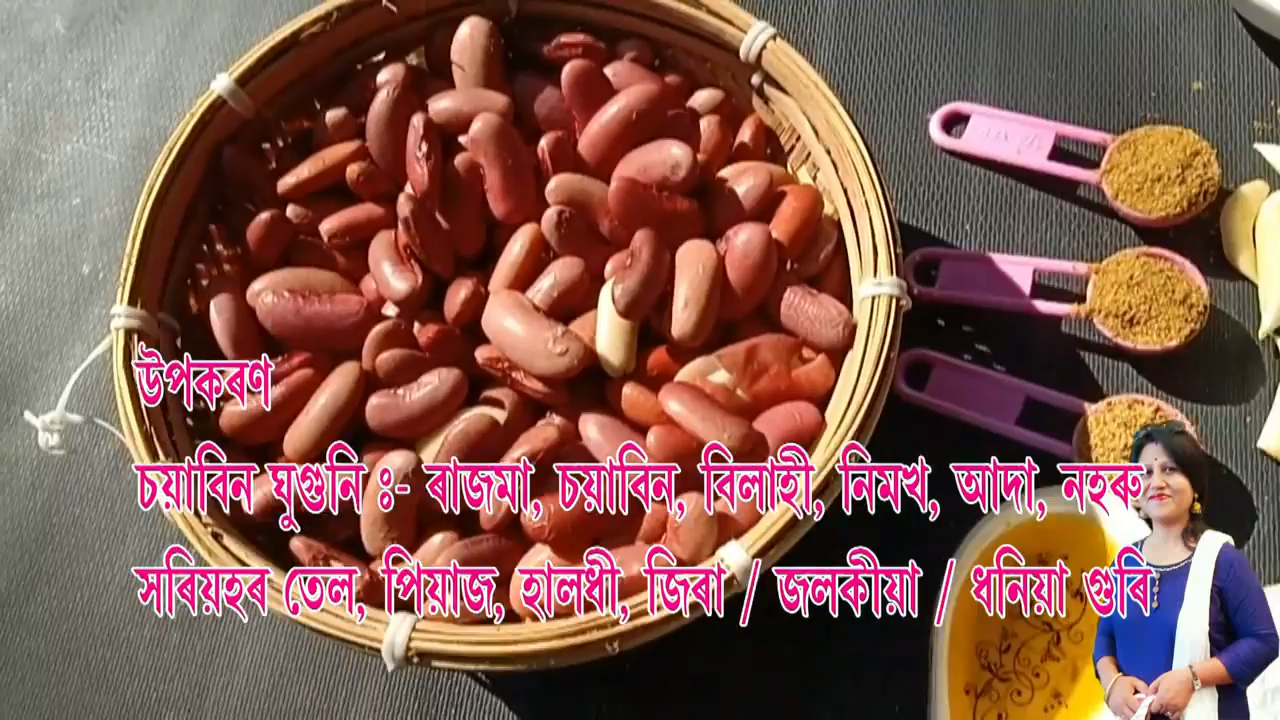 উপকৰণ
চয়াবিন ঘুগুনি ঃ- ৰাজমা, চয়াবিন, বিলাহী, নিমখ, আদা, নহৰু
সৰিয়হৰ তেল, পিয়াজ, হালধী, জিৰা / জলকীয়া / ধনিয়া গুৰি